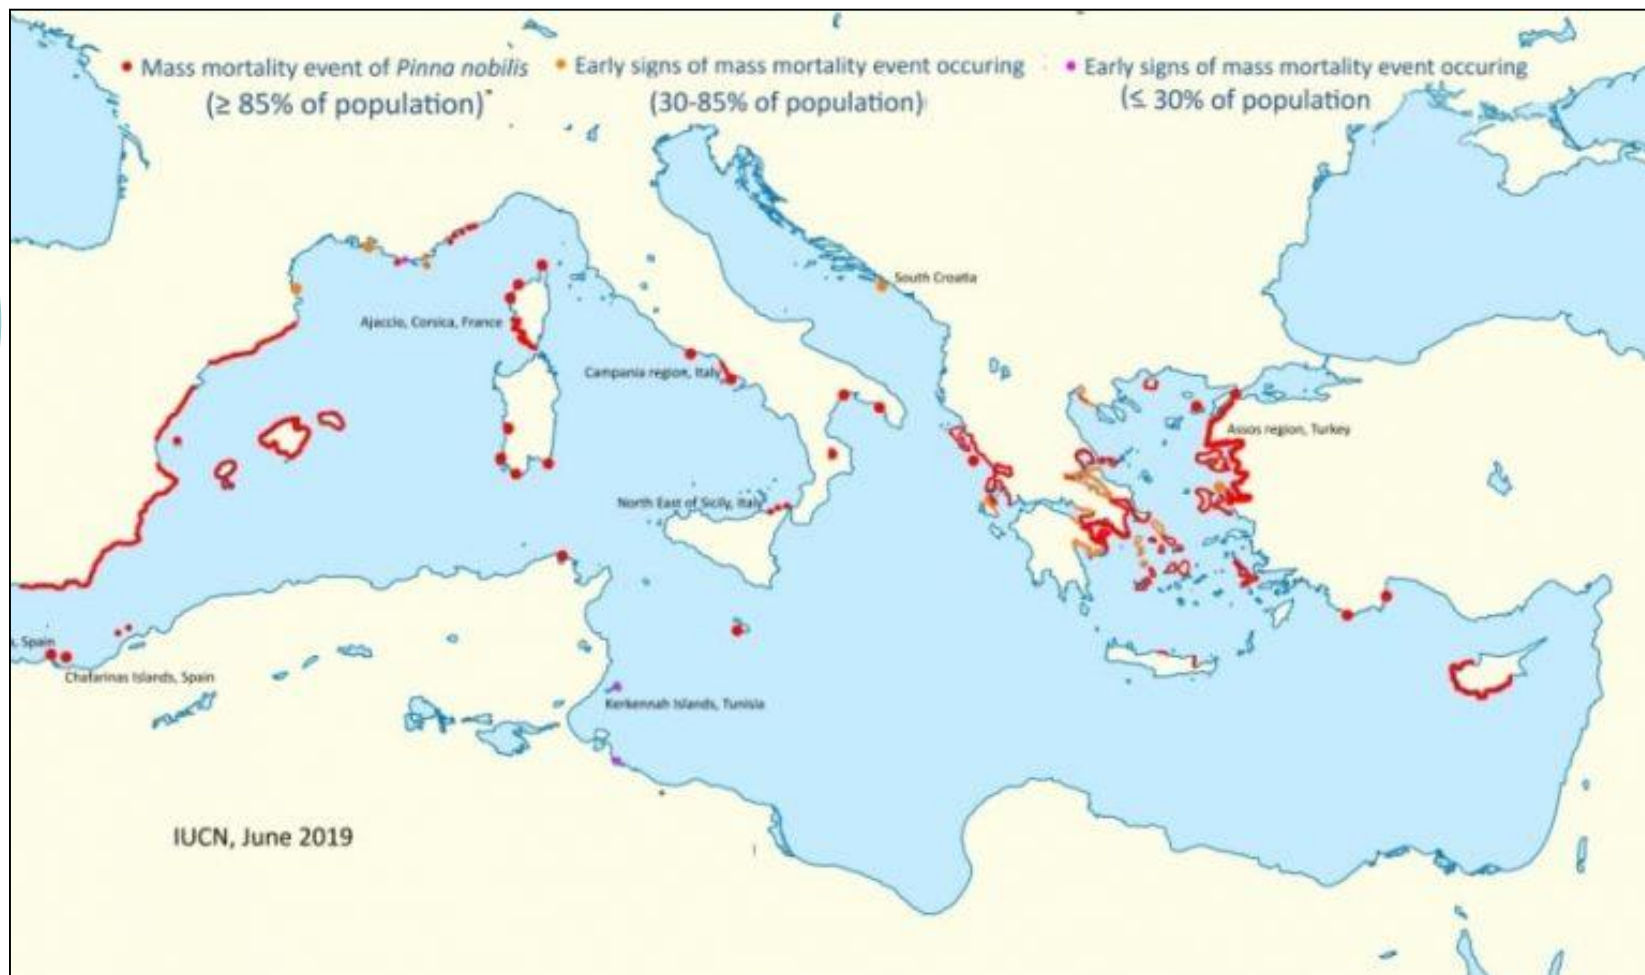 Mass mortality event of Pinna nobilis
(≥ 85% of population)*
Early signs of mass mortality event occuring
(30-85% of population)
Early signs of mass mortality event occuring
(≤ 30% of population
South Croatia
Ajaccio, Corsica, France
Campania region, Italy
Assos region, Turkey
North East of Sicily, Italy
, Spain
Chafarinas Islands, Spain
Kerkennah Islands, Tunisia
IUCN, June 2019